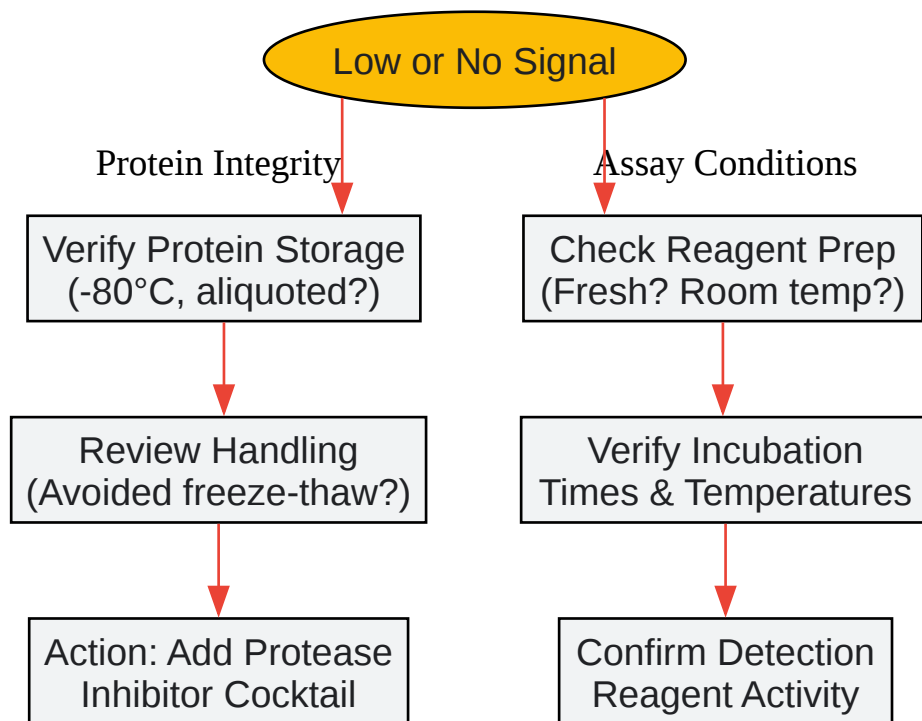 Low or No Signal
Protein Integrity
Assay Conditions
Verify Protein Storage
(-80°C, aliquoted?)
Check Reagent Prep
(Fresh? Room temp?)
Review Handling
(Avoided freeze-thaw?)
Verify Incubation
Times & Temperatures
Action: Add Protease
Inhibitor Cocktail
Confirm Detection
Reagent Activity